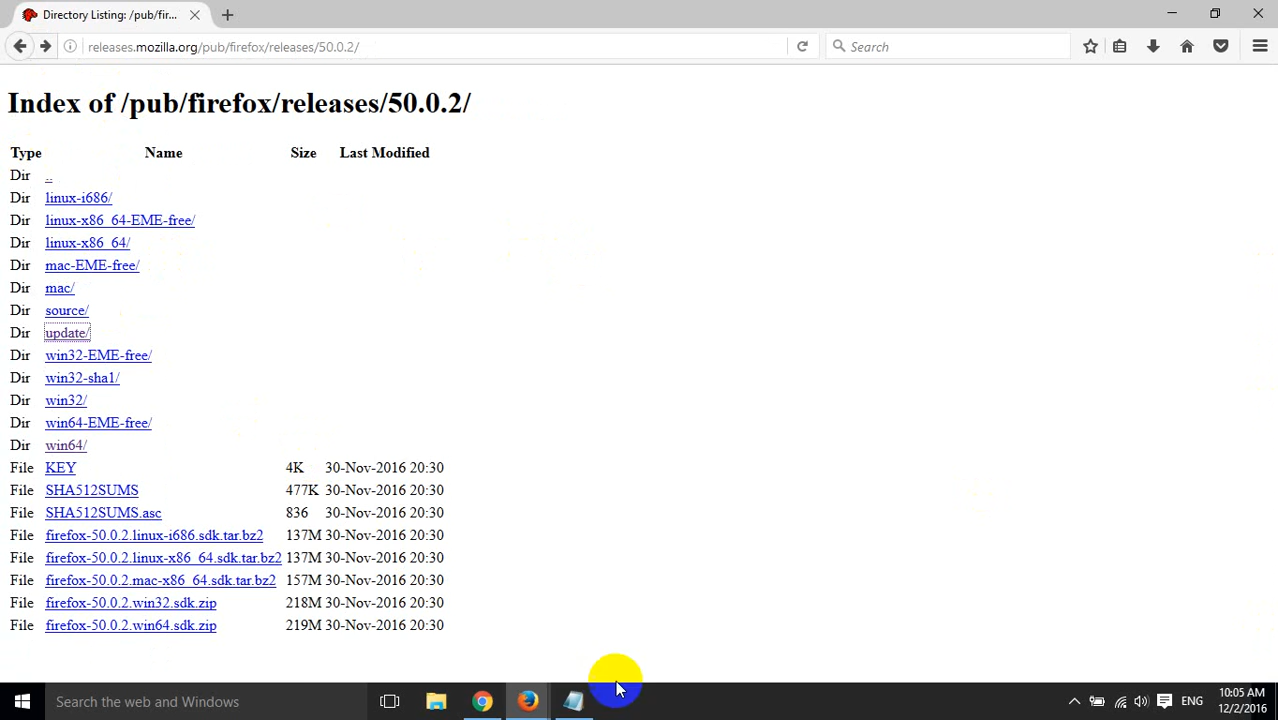 Directory Listing: /pub/fir...
releases.mozilla.org/pub/firefox/releases/50.0.2/
Search
Index of /pub/firefox/releases/50.0.2/
Type Name Size Last Modified
Dir ..
Dir linux-i686/
Dir linux-x86_64-EME-free/
Dir linux-x86_64/
Dir mac-EME-free/
Dir mac/
Dir source/
Dir update/
Dir win32-EME-free/
Dir win32-sha1/
Dir win32/
Dir win64-EME-free/
Dir win64/
File KEY 4K 30-Nov-2016 20:30
File SHA512SUMS 477K 30-Nov-2016 20:30
File SHA512SUMS.asc 836 30-Nov-2016 20:30
File firefox-50.0.2.linux-i686.sdk.tar.bz2 137M 30-Nov-2016 20:30
File firefox-50.0.2.linux-x86_64.sdk.tar.bz2 137M 30-Nov-2016 20:30
File firefox-50.0.2.mac-x86_64.sdk.tar.bz2 157M 30-Nov-2016 20:30
File firefox-50.0.2.win32.sdk.zip 218M 30-Nov-2016 20:30
File firefox-50.0.2.win64.sdk.zip 219M 30-Nov-2016 20:30
Search the web and Windows
ENG
10:05 AM
12/2/2016